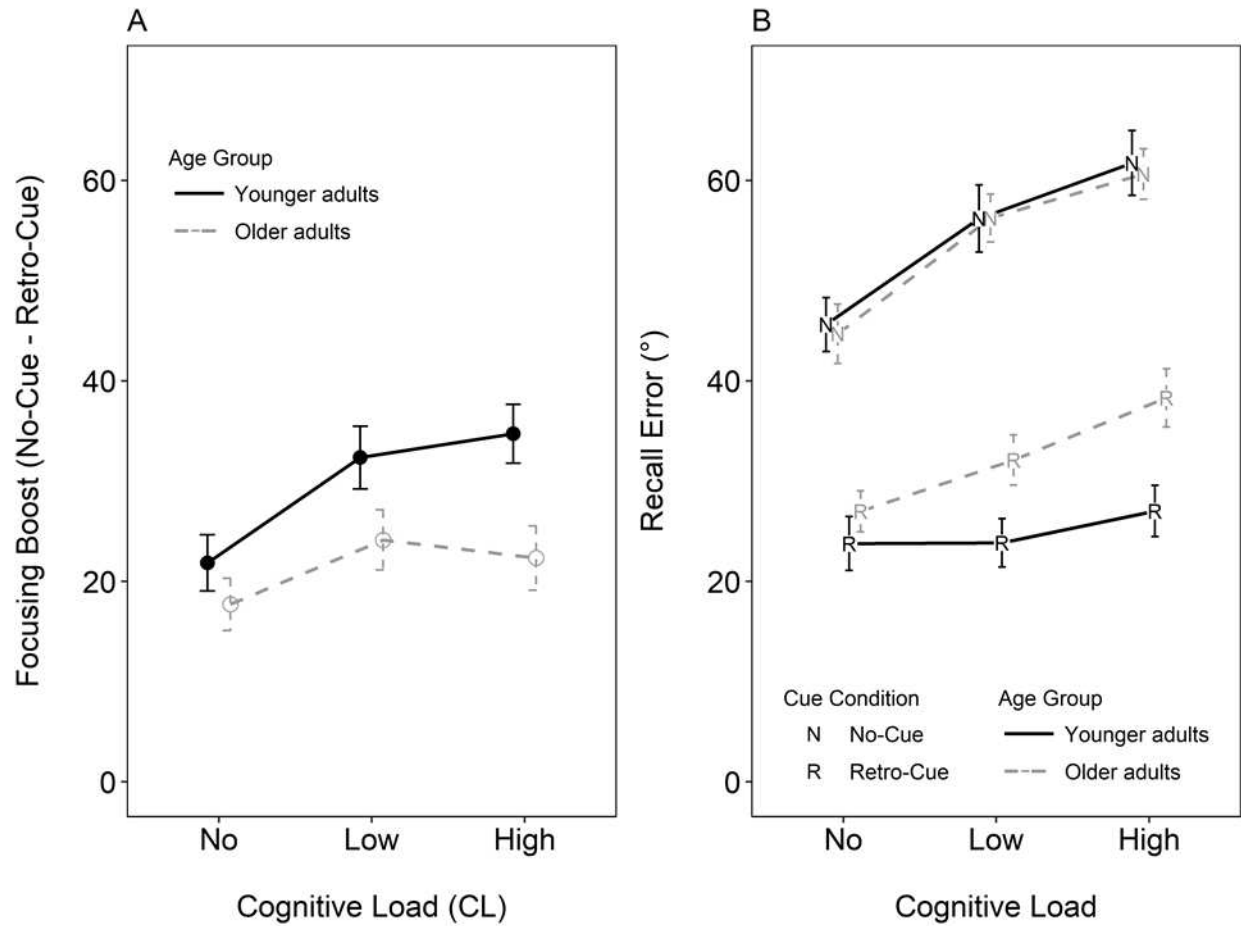 A
Focusing Boost (No-Cue - Retro-Cue)
60
40
20
0
Age Group
Younger adults
Older adults
No Low High
Cognitive Load (CL)
B
Recall Error (°)
60
40
20
0
N N N
N N N
R R R
R R R
Cue Condition
N No-Cue
R Retro-Cue
Age Group
Younger adults
Older adults
No Low High
Cognitive Load